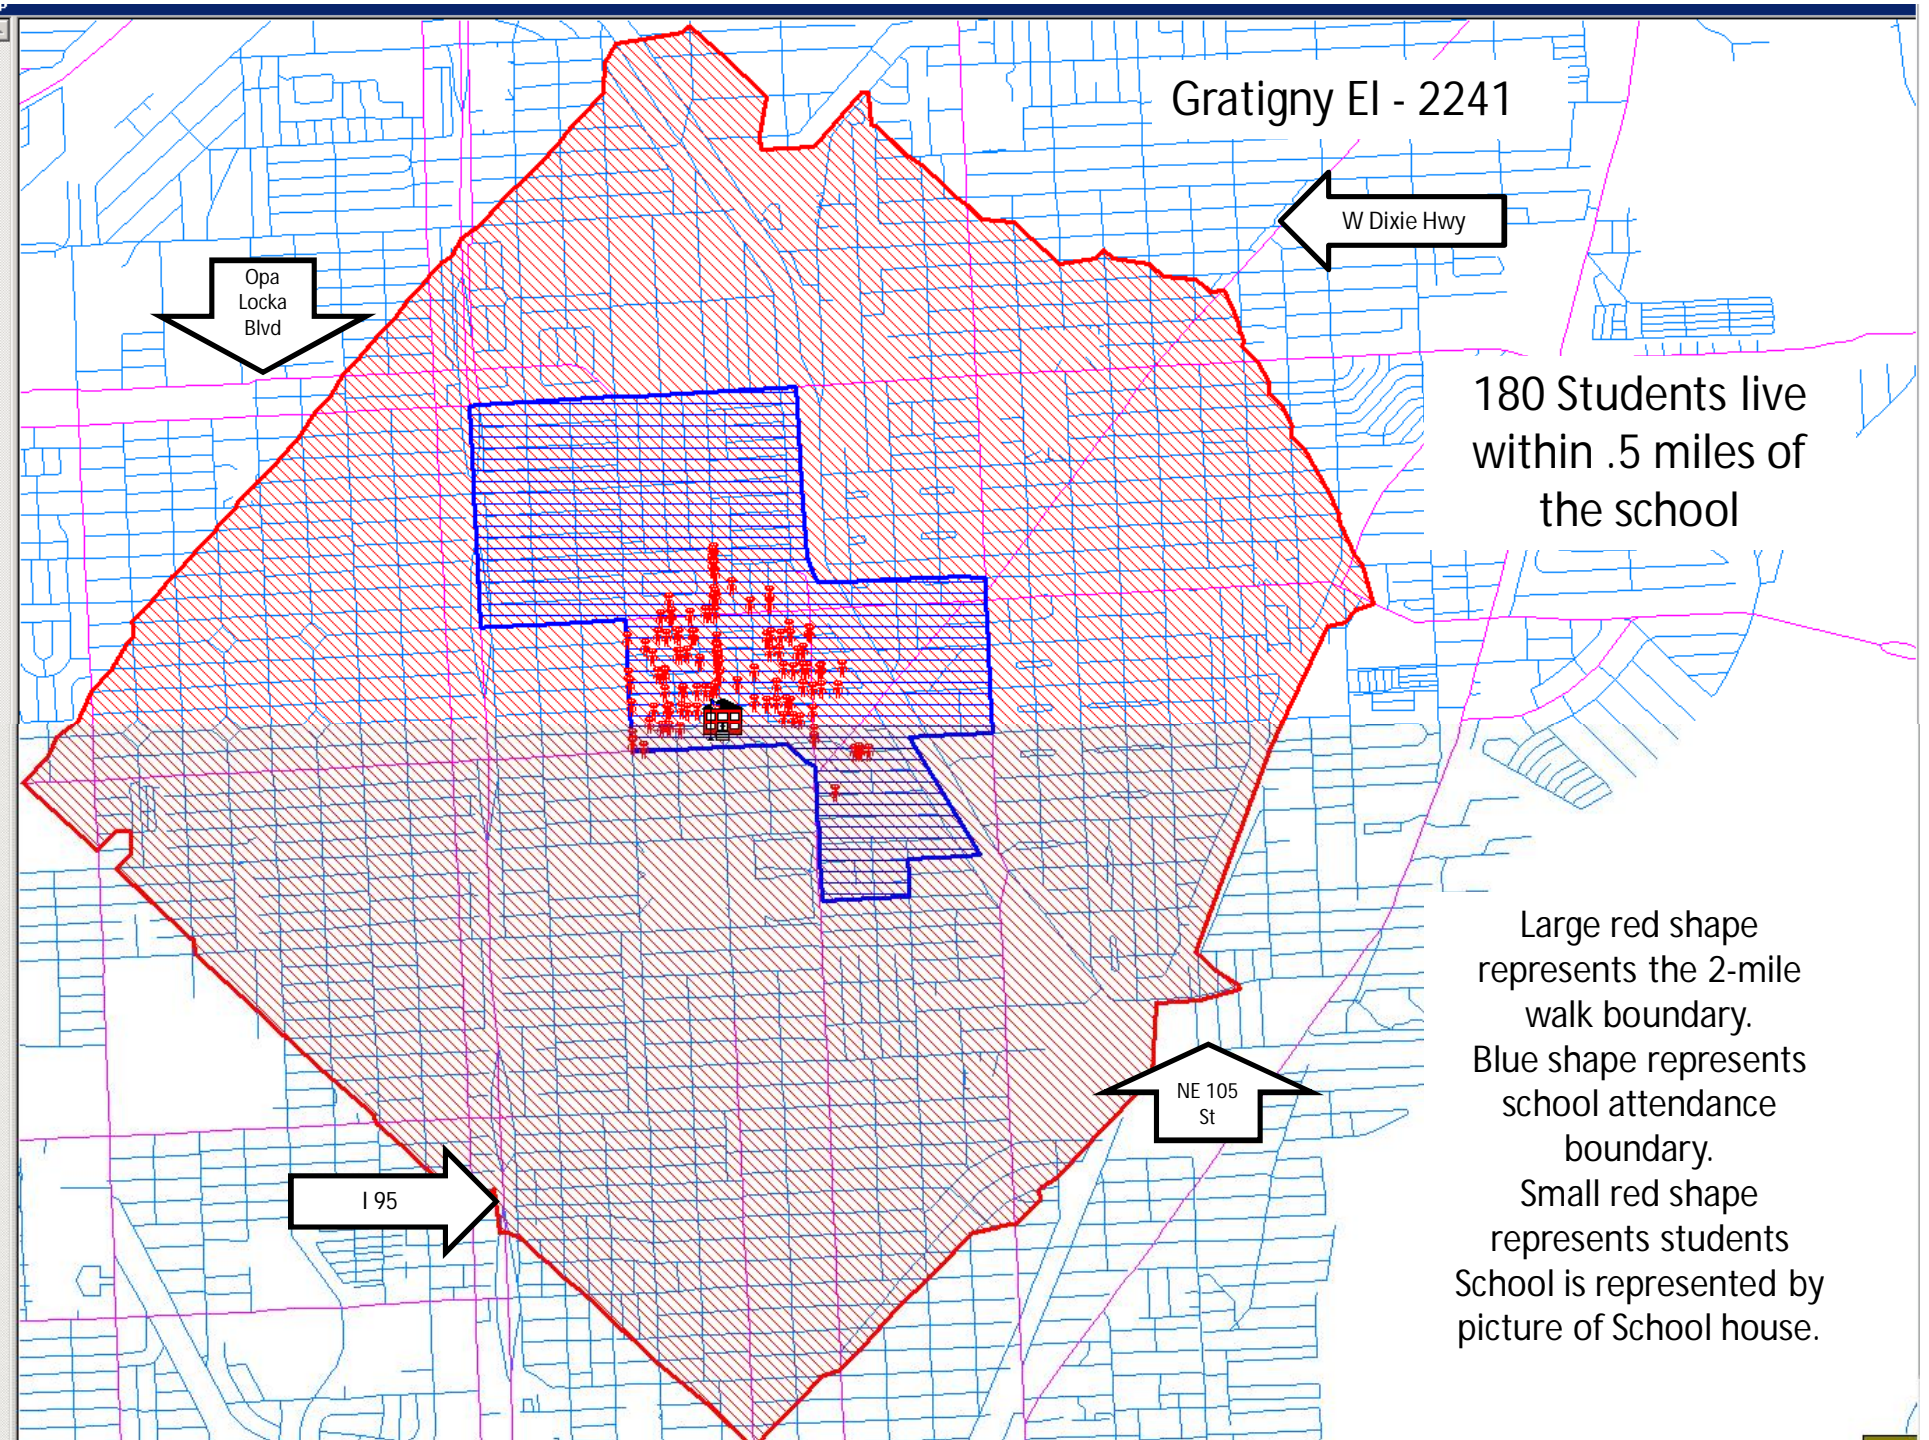 Gratigny El - 2241
W Dixie Hwy
Opa
Locka
Blvd
180 Students live
within .5 miles of
the school
Large red shape
represents the 2-mile
walk boundary.
Blue shape represents
school attendance
boundary.
Small red shape
represents students
School is represented by
picture of School house.
NE 105
St
I 95